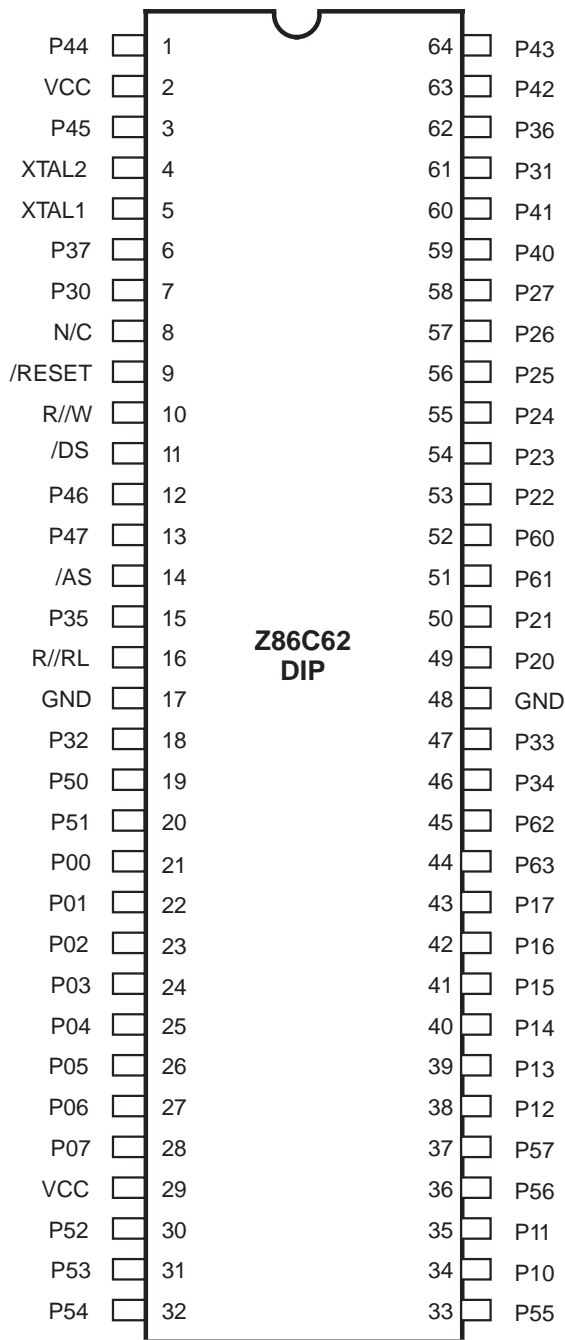 P44 1 64 P43
VCC 2 63 P42
P45 3 62 P36
XTAL2 4 61 P31
XTAL1 5 60 P41
P37 6 59 P40
P30 7 58 P27
N/C 8 57 P26
/RESET 9 56 P25
R//W 10 55 P24
/DS 11 54 P23
P46 12 53 P22
P47 13 52 P60
/AS 14 51 P61
P35 15 50 P21
Z86C62
R//RL 16 49 P20
DIP
GND 17 48 GND
P32 18 47 P33
P50 19 46 P34
P51 20 45 P62
P00 21 44 P63
P01 22 43 P17
P02 23 42 P16
P03 24 41 P15
P04 25 40 P14
P05 26 39 P13
P06 27 38 P12
P07 28 37 P57
VCC 29 36 P56
P52 30 35 P11
P53 31 34 P10
P54 32 33 P55